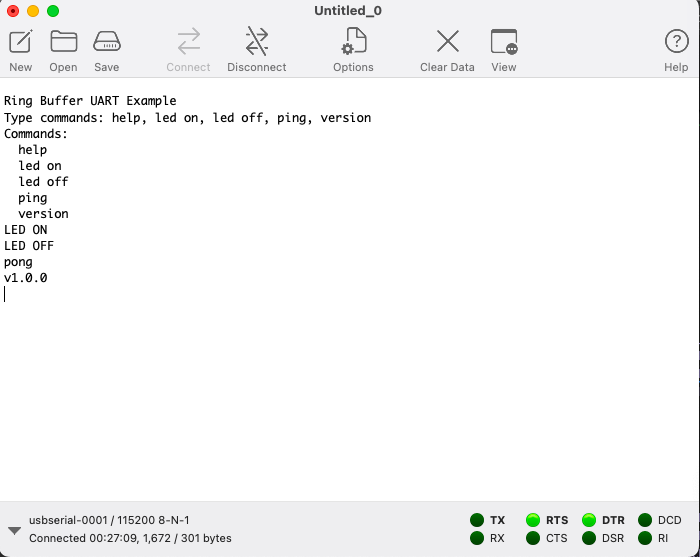 Untitled_0
New Open Save Connect Disconnect Options Clear Data View Help
Ring Buffer UART Example
Type commands: help, led on, led off, ping, version
Commands:
  help
  led on
  led off
  ping
  version
LED ON
LED OFF
pong
v1.0.0
usbserial-0001 / 115200 8-N-1
Connected 00:27:09, 1,672 / 301 bytes
TX RTS DTR DCD
RX CTS DSR RI